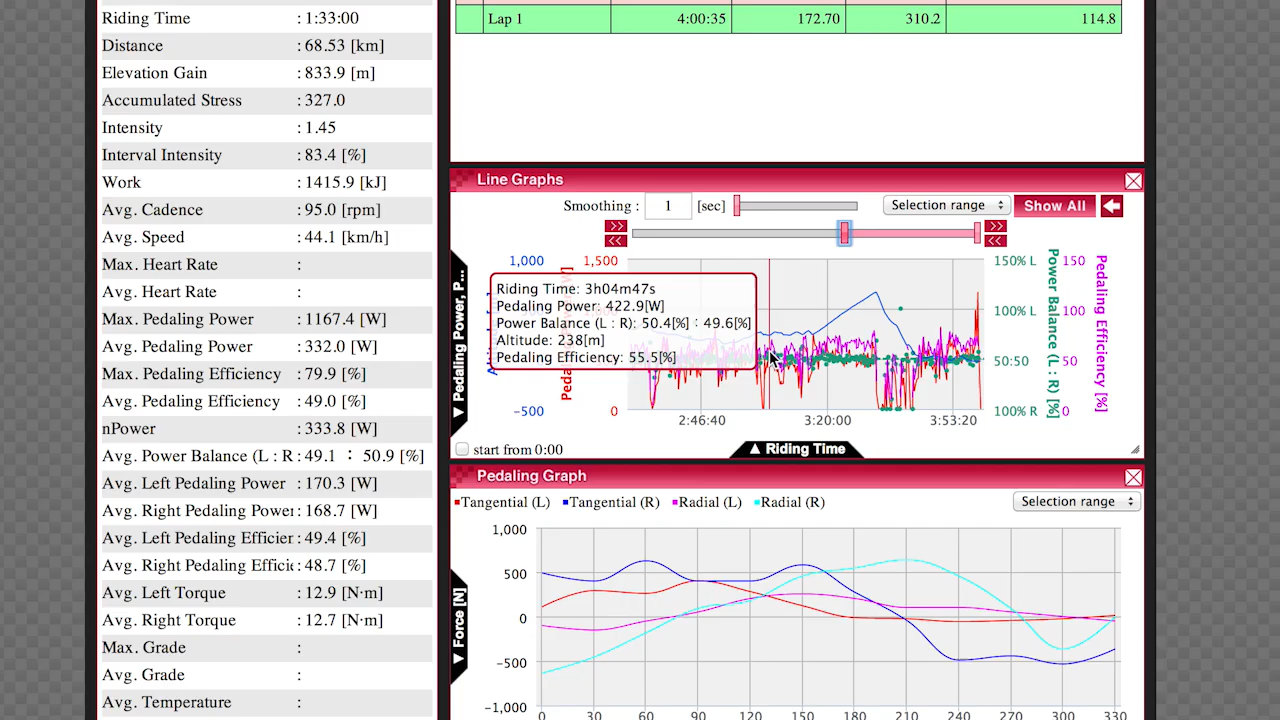 Riding Time : 1:33:00
Distance : 68.53 [km]
Elevation Gain : 833.9 [m]
Accumulated Stress : 327.0
Intensity : 1.45
Interval Intensity : 83.4 [%]
Work : 1415.9 [kJ]
Avg. Cadence : 95.0 [rpm]
Avg. Speed : 44.1 [km/h]
Max. Heart Rate :
Avg. Heart Rate :
Max. Pedaling Power : 1167.4 [W]
Avg. Pedaling Power : 332.0 [W]
Max. Pedaling Efficiency : 79.9 [%]
Avg. Pedaling Efficiency : 49.0 [%]
nPower : 333.8 [W]
Avg. Power Balance (L : R : 49.1 : 50.9 [%]
Avg. Left Pedaling Power : 170.3 [W]
Avg. Right Pedaling Power : 168.7 [W]
Avg. Left Pedaling Efficier : 49.4 [%]
Avg. Right Pedaling Effici : 48.7 [%]
Avg. Left Torque : 12.9 [N·m]
Avg. Right Torque : 12.7 [N·m]
Max. Grade :
Avg. Grade :
Avg. Temperature :
Lap 1 4:00:35 172.70 310.2 114.8
Line Graphs
Smoothing : 1 [sec] Selection range Show All
>> >>
<< <<
1,000 1,500 150% L 150
100% L 100
50:50 50
-500 0 100% R 0
▼ Pedaling Power, P...
Power Balance (L : R) [%]
Pedaling Efficiency [%]
Riding Time: 3h04m47s
Pedaling Power: 422.9[W]
Power Balance (L : R): 50.4[%] : 49.6[%]
Altitude: 238[m]
Pedaling Efficiency: 55.5[%]
2:46:40 3:20:00 3:53:20
start from 0:00 ▲ Riding Time
Pedaling Graph
Tangential (L) Tangential (R) Radial (L) Radial (R) Selection range
▼ Force [N]
1,000
500
0
-500
-1,000
0 30 60 90 120 150 180 210 240 270 300 330